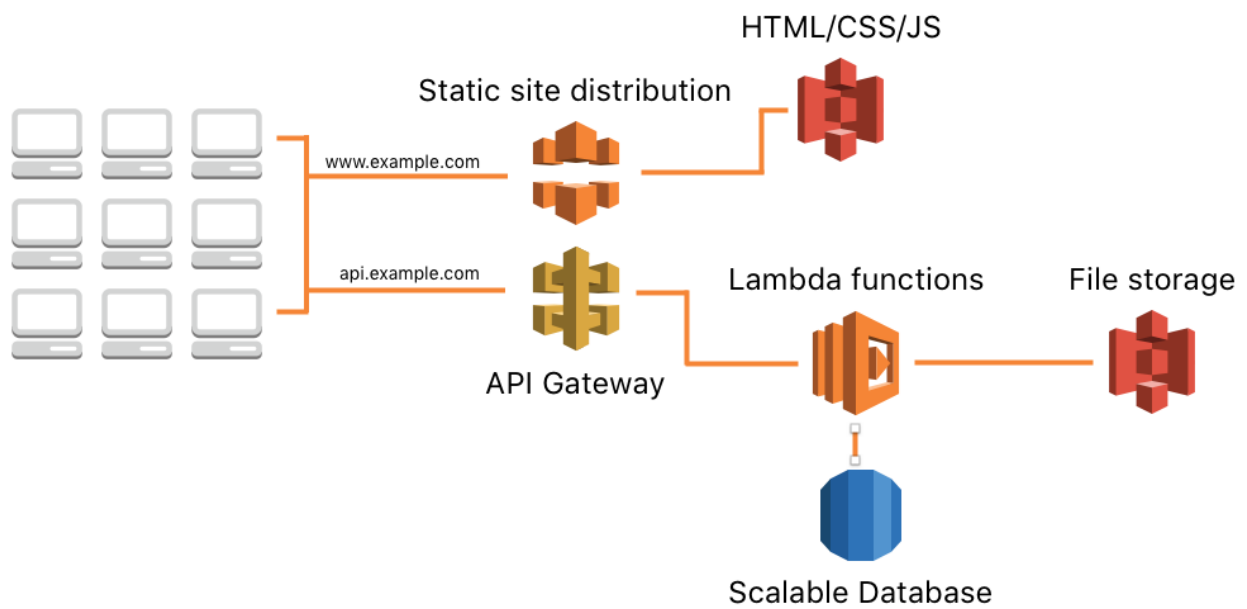 HTML/CSS/JS
Static site distribution
www.example.com
api.example.com
Lambda functions
File storage
API Gateway
Scalable Database